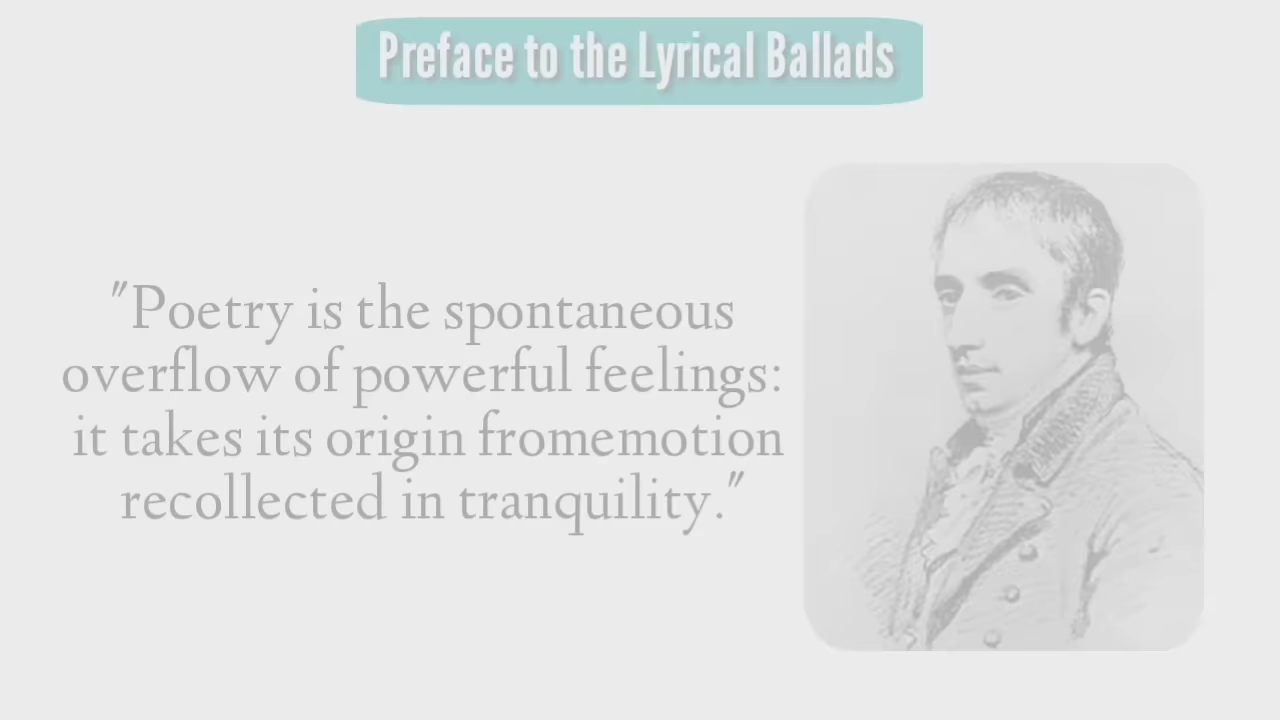 Preface to the Lyrical Ballads
"Poetry is the spontaneous
overflow of powerful feelings:
it takes its origin fromemotion
recollected in tranquility."